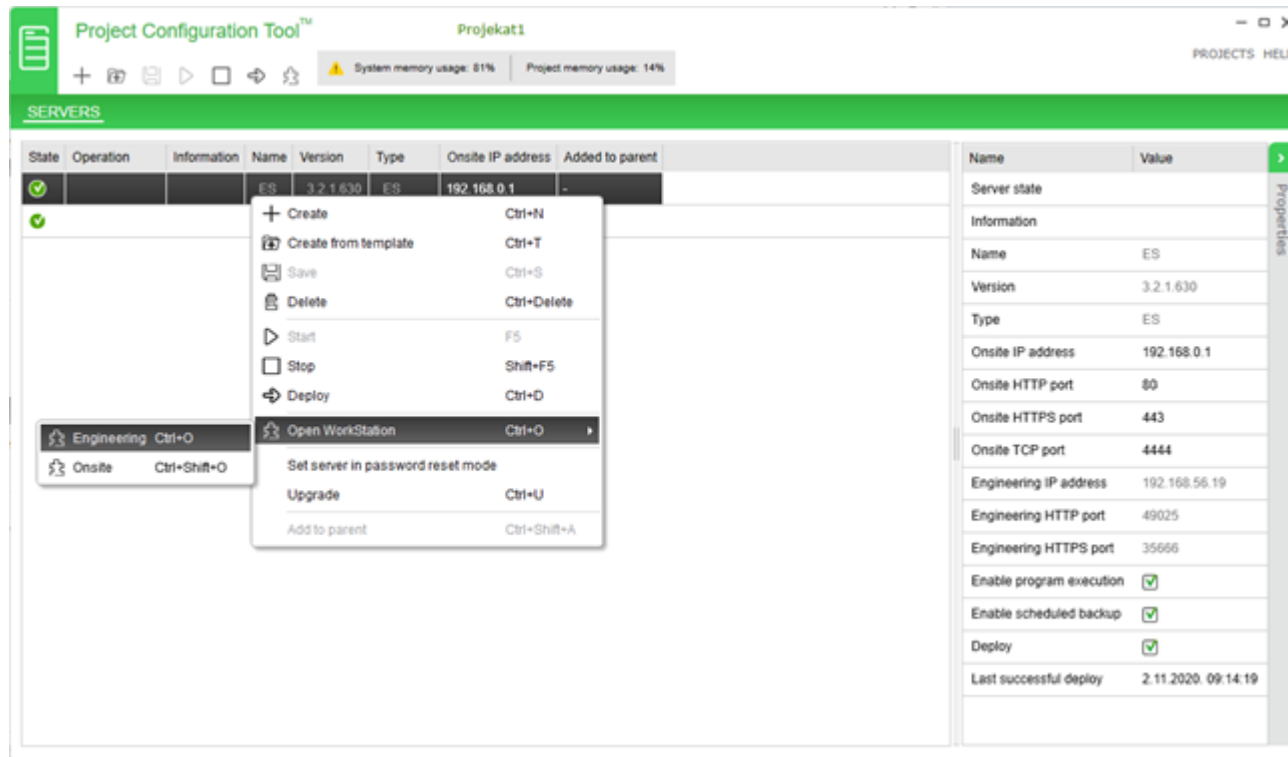 Project Configuration Tool™
Projekat1
System memory usage: 81% Project memory usage: 14%
PROJECTS HEL
SERVERS
State Operation Information Name Version Type Onsite IP address Added to parent
ES 3.2.1.630 ES 192.168.0.1 -
Create Ctrl+N
Create from template Ctrl+T
Save Ctrl+S
Delete Ctrl+Delete
Start F5
Stop Shift+F5
Deploy Ctrl+D
Open WorkStation Ctrl+O
Engineering Ctrl+O
Onsite Ctrl+Shift+O
Set server in password reset mode
Upgrade Ctrl+U
Add to parent Ctrl+Shift+A
Name Value
Server state
Information
Name ES
Version 3.2.1.630
Type ES
Onsite IP address 192.168.0.1
Onsite HTTP port 80
Onsite HTTPS port 443
Onsite TCP port 4444
Engineering IP address 192.168.56.19
Engineering HTTP port 49025
Engineering HTTPS port 35666
Enable program execution
Enable scheduled backup
Deploy
Last successful deploy 2.11.2020. 09:14:19
Properties